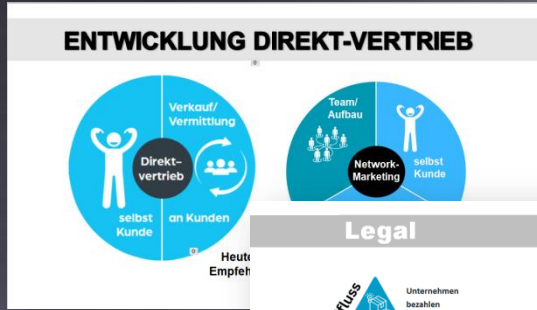 ENTWICKLUNG DIREKT-VERTRIEB
Verkauf/
Vermittlung
Direkt-
vertrieb
selbst
Kunde
an Kunden
Team/
Aufbau
Network-
Marketing
selbst
Kunde
Heute
Empfeh
Legal
fluss
Unternehmen
bezahlen